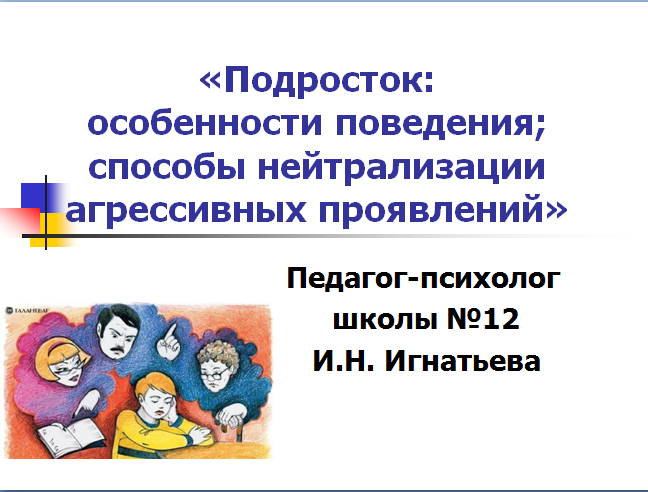 «Подросток:
особенности поведения;
способы нейтрализации
агрессивных проявлений»
Педагог-психолог
школы №12
И.Н. Игнатьева